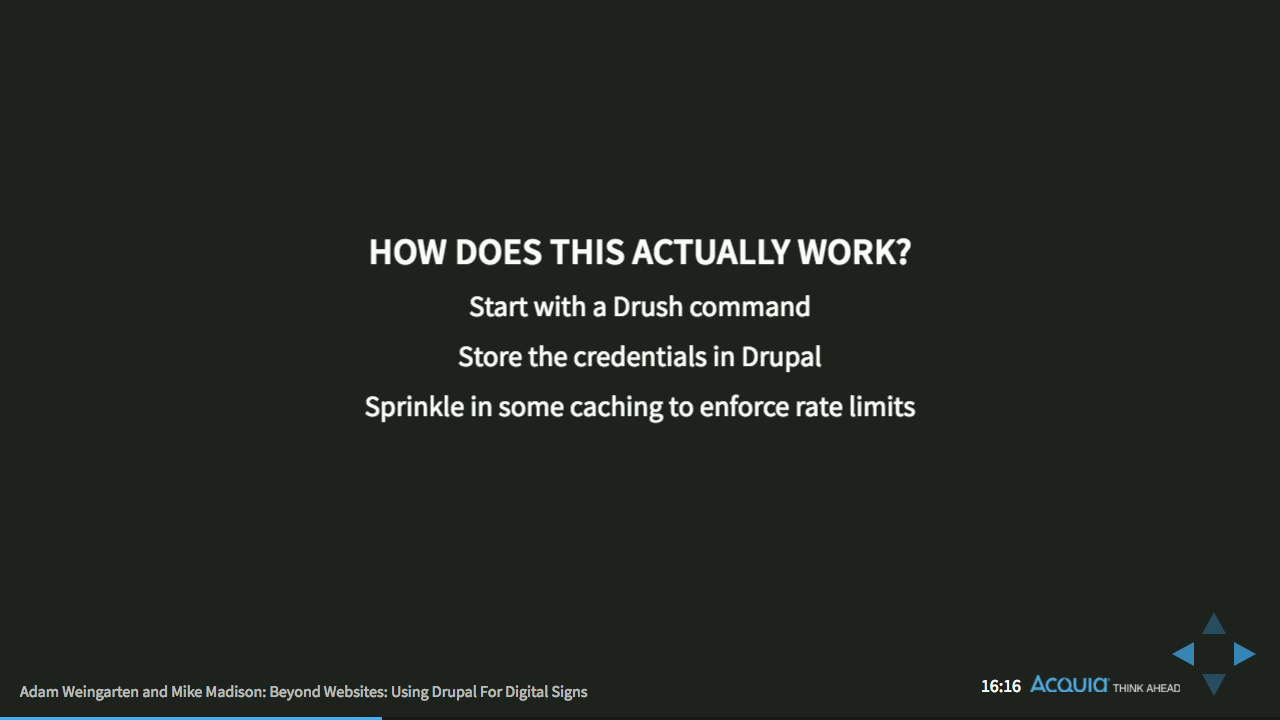 HOW DOES THIS ACTUALLY WORK?
Start with a Drush command
Store the credentials in Drupal
Sprinkle in some caching to enforce rate limits
Adam Weingarten and Mike Madison: Beyond Websites: Using Drupal For Digital Signs
16:16 Acquia THINK AHEAD